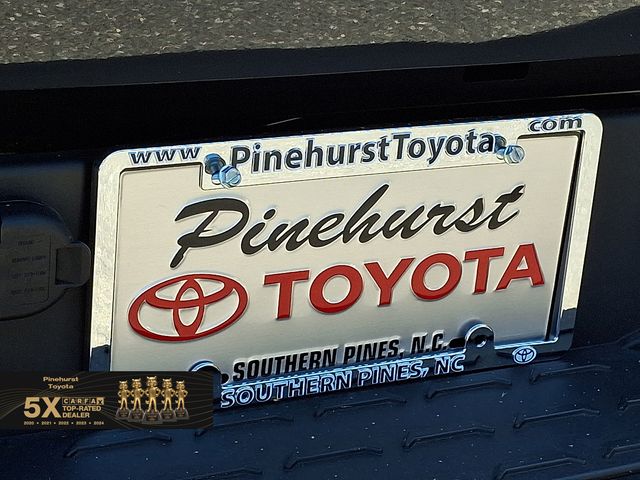 www.PinehurstToyota.com
Pinehurst
TOYOTA
SOUTHERN PINES, N.C.
SOUTHERN PINES, NC
Pinehurst
Toyota
5X CARFAX
TOP-RATED
DEALER
2020 • 2021 • 2022 • 2023 • 2024